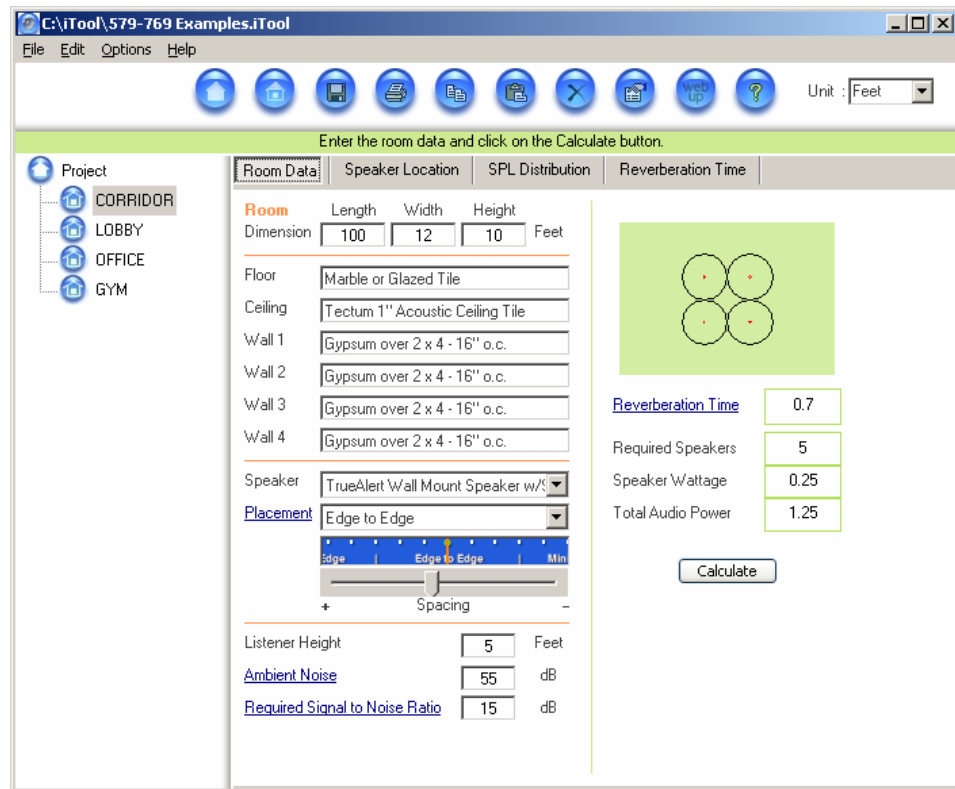 C:\iTool\579-769 Examples.iTool
File Edit Options Help
web up
?
Unit : Feet
Enter the room data and click on the Calculate button.
Project
CORRIDOR
LOBBY
OFFICE
GYM
Room Data Speaker Location SPL Distribution Reverberation Time
Room Length Width Height
Dimension 100 12 10 Feet
Floor Marble or Glazed Tile
Ceiling Tectum 1" Acoustic Ceiling Tile
Wall 1 Gypsum over 2 x 4 - 16" o.c.
Wall 2 Gypsum over 2 x 4 - 16" o.c.
Wall 3 Gypsum over 2 x 4 - 16" o.c.
Wall 4 Gypsum over 2 x 4 - 16" o.c.
Speaker TrueAlert Wall Mount Speaker w/
Placement Edge to Edge
Edge | Edge to Edge | Min
+ Spacing -
Listener Height 5 Feet
Ambient Noise 55 dB
Required Signal to Noise Ratio 15 dB
Reverberation Time 0.7
Required Speakers 5
Speaker Wattage 0.25
Total Audio Power 1.25
Calculate